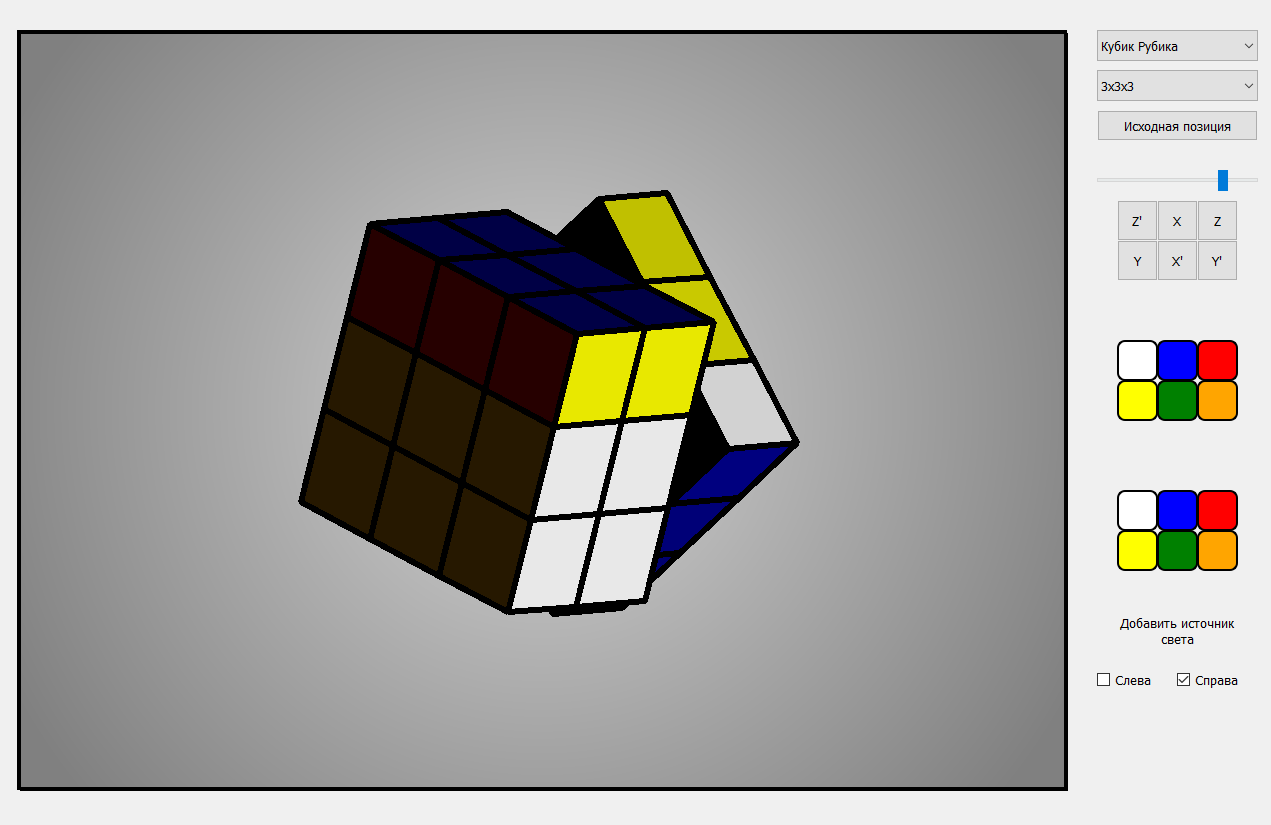 Кубик Рубика
3x3x3
Исходная позиция
Z' X Z
Y X' Y'
Добавить источник
света
Слева Справа